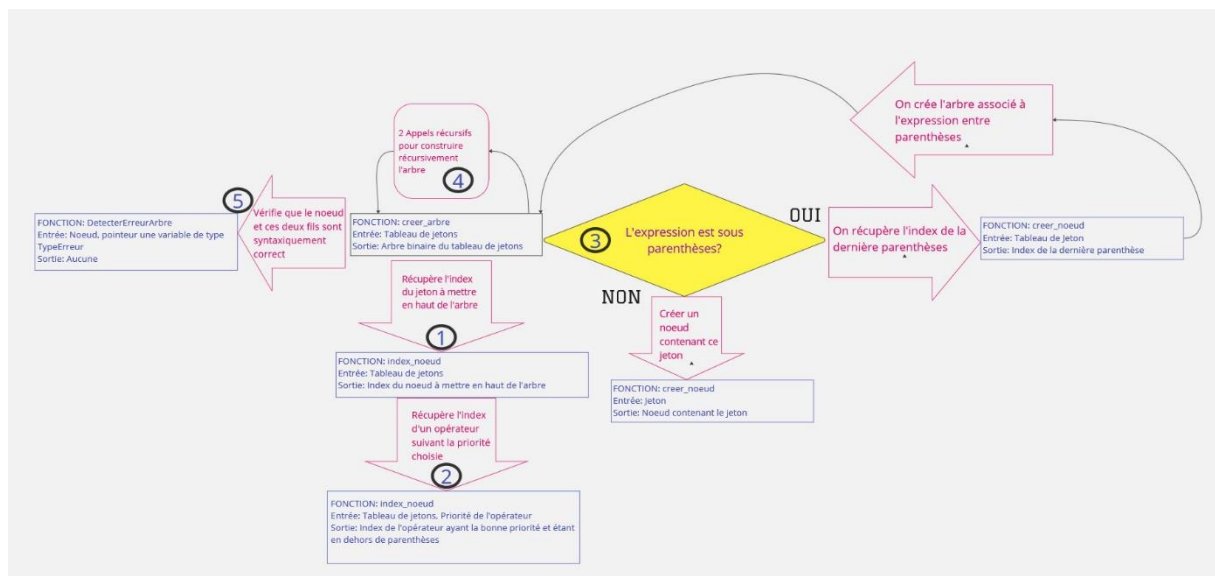 On crée l'arbre associé à
l'expression entre
parenthèses
2 Appels récursifs
pour construire
récursivement
l'arbre
4
5
Vérifie que le noeud
et ces deux fils sont
syntaxiquement
correct
FONCTION: DetecterErreurArbre
Entrée: Noeud, pointeur une variable de type
TypeErreur
Sortie: Aucune
FONCTION: creer_arbre
Entrée: Tableau de jetons
Sortie: Arbre binaire du tableau de jetons
3
L'expression est sous
parenthèses?
OUI
On récupère l'index de la
dernière parenthèses
FONCTION: creer_noeud
Entrée: Tableau de Jeton
Sortie: Index de la dernière parenthèse
NON
Récupère l'index
du jeton à mettre
en haut de l'arbre
1
Créer un
noeud
contenant ce
jeton
FONCTION: index_noeud
Entrée: Tableau de jetons
Sortie: Index du noeud à mettre en haut de l'arbre
FONCTION: creer_noeud
Entrée: Jeton
Sortie: Noeud contenant le jeton
Récupère l'index
d'un opérateur
suivant la priorité
choisie
2
FONCTION: index_noeud
Entrée: Tableau de jetons, Priorité de l'opérateur
Sortie: Index de l'opérateur ayant la bonne priorité et étant
en dehors de parenthèses